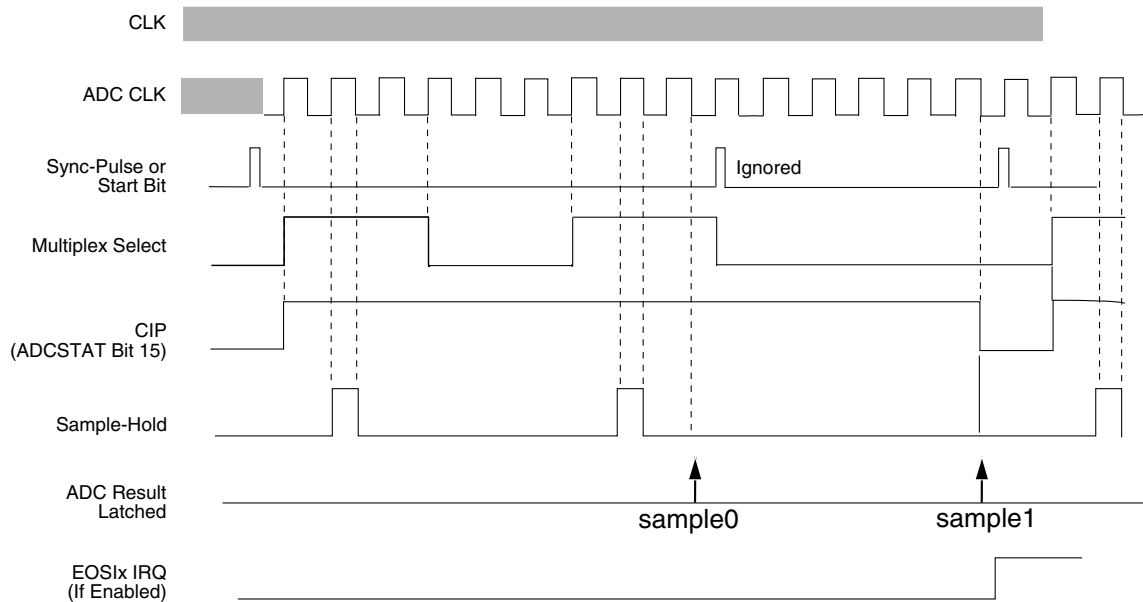 CLK
ADC CLK
Sync-Pulse or
Start Bit
Ignored
Multiplex Select
CIP
(ADCSTAT Bit 15)
Sample-Hold
ADC Result
Latched
sample0
sample1
EOSIx IRQ
(If Enabled)